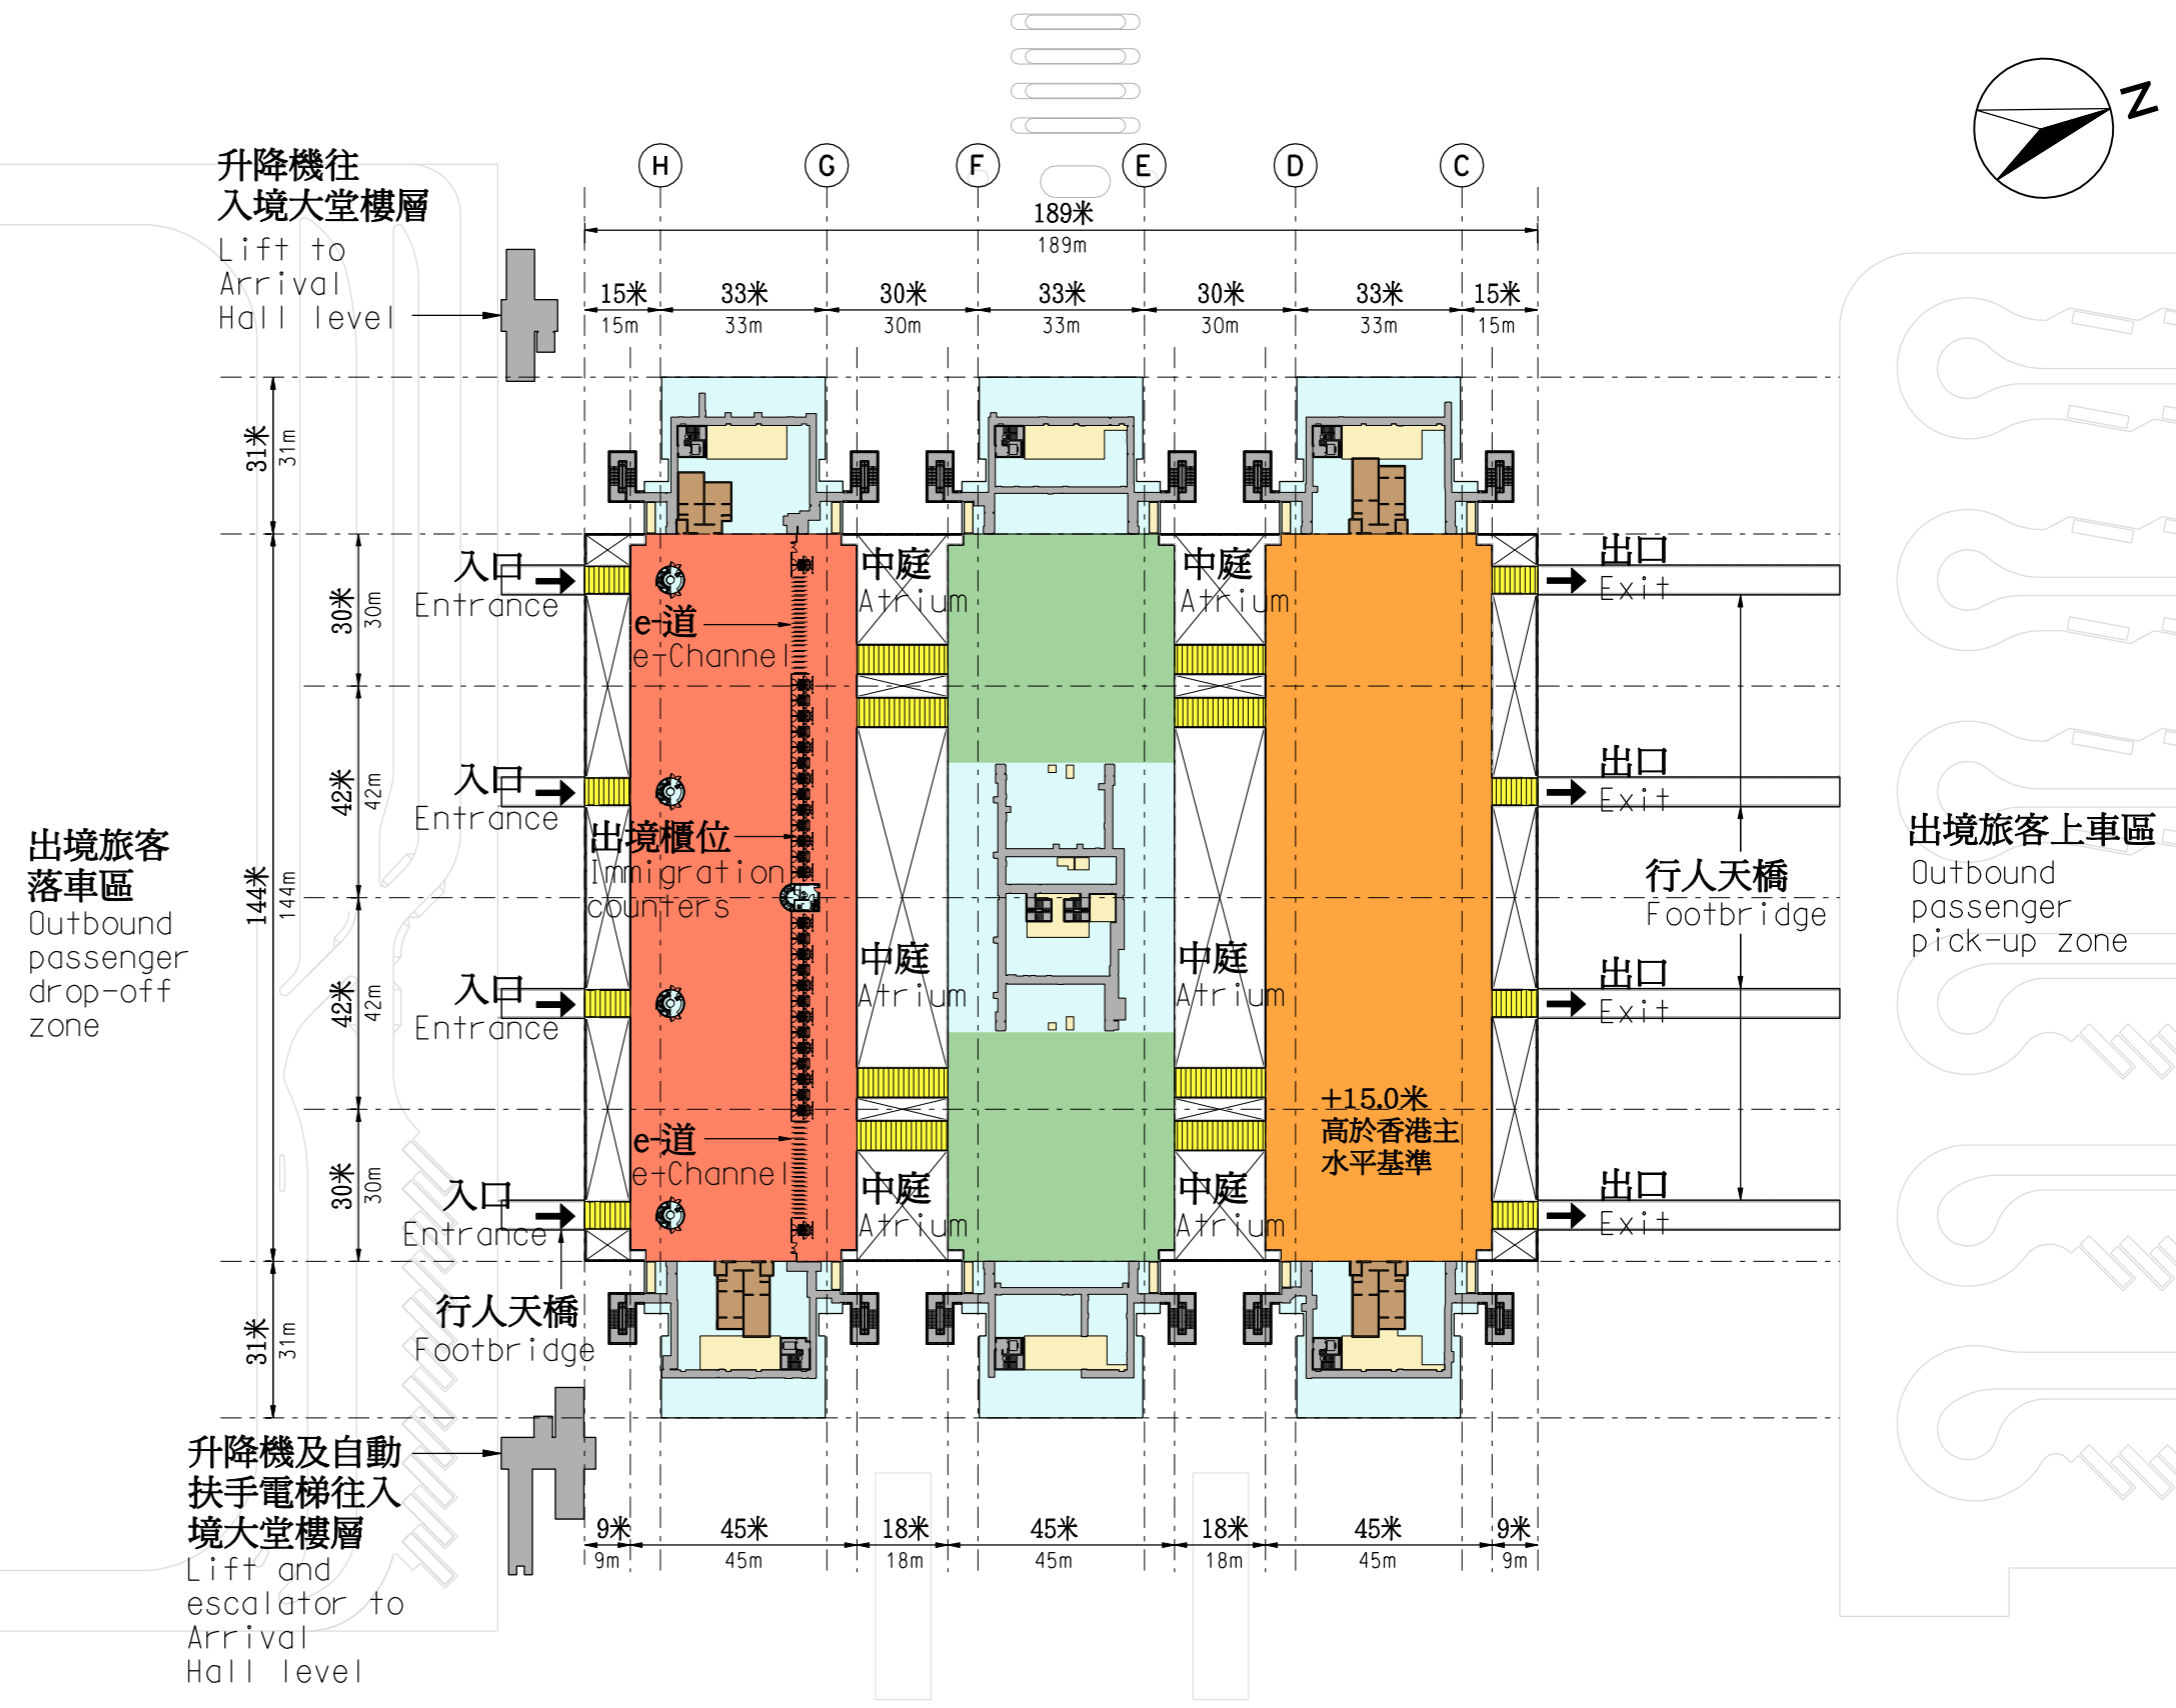 N
升降機往
入境大堂樓層
Lift to
Arrival
Hall level
H
G
F
E
D
C
189米
189m
15米
33米
30米
33米
30米
33米
15米
15m
33m
30m
33m
30m
33m
15m
31米
31m
144米
144m
31米
31m
30米
30m
42米
42m
42米
42m
30米
30m
入口
Entrance
入口
Entrance
入口
Entrance
入口
Entrance
e-道
e-Channel
出境櫃位
Immigration
counters
e-道
e-Channel
中庭
Atrium
中庭
Atrium
中庭
Atrium
中庭
Atrium
中庭
Atrium
中庭
Atrium
+15.0米
高於香港主
水平基準
出口
Exit
出口
Exit
出口
Exit
出口
Exit
行人天橋
Footbridge
出境旅客上車區
Outbound
passenger
pick-up zone
出境旅客
落車區
Outbound
passenger
drop-off
zone
行人天橋
Footbridge
升降機及自動
扶手電梯往入
境大堂樓層
Lift and
escalator to
Arrival
Hall level
9米
45米
18米
45米
18米
45米
9米
9m
45m
18m
45m
18m
45m
9m